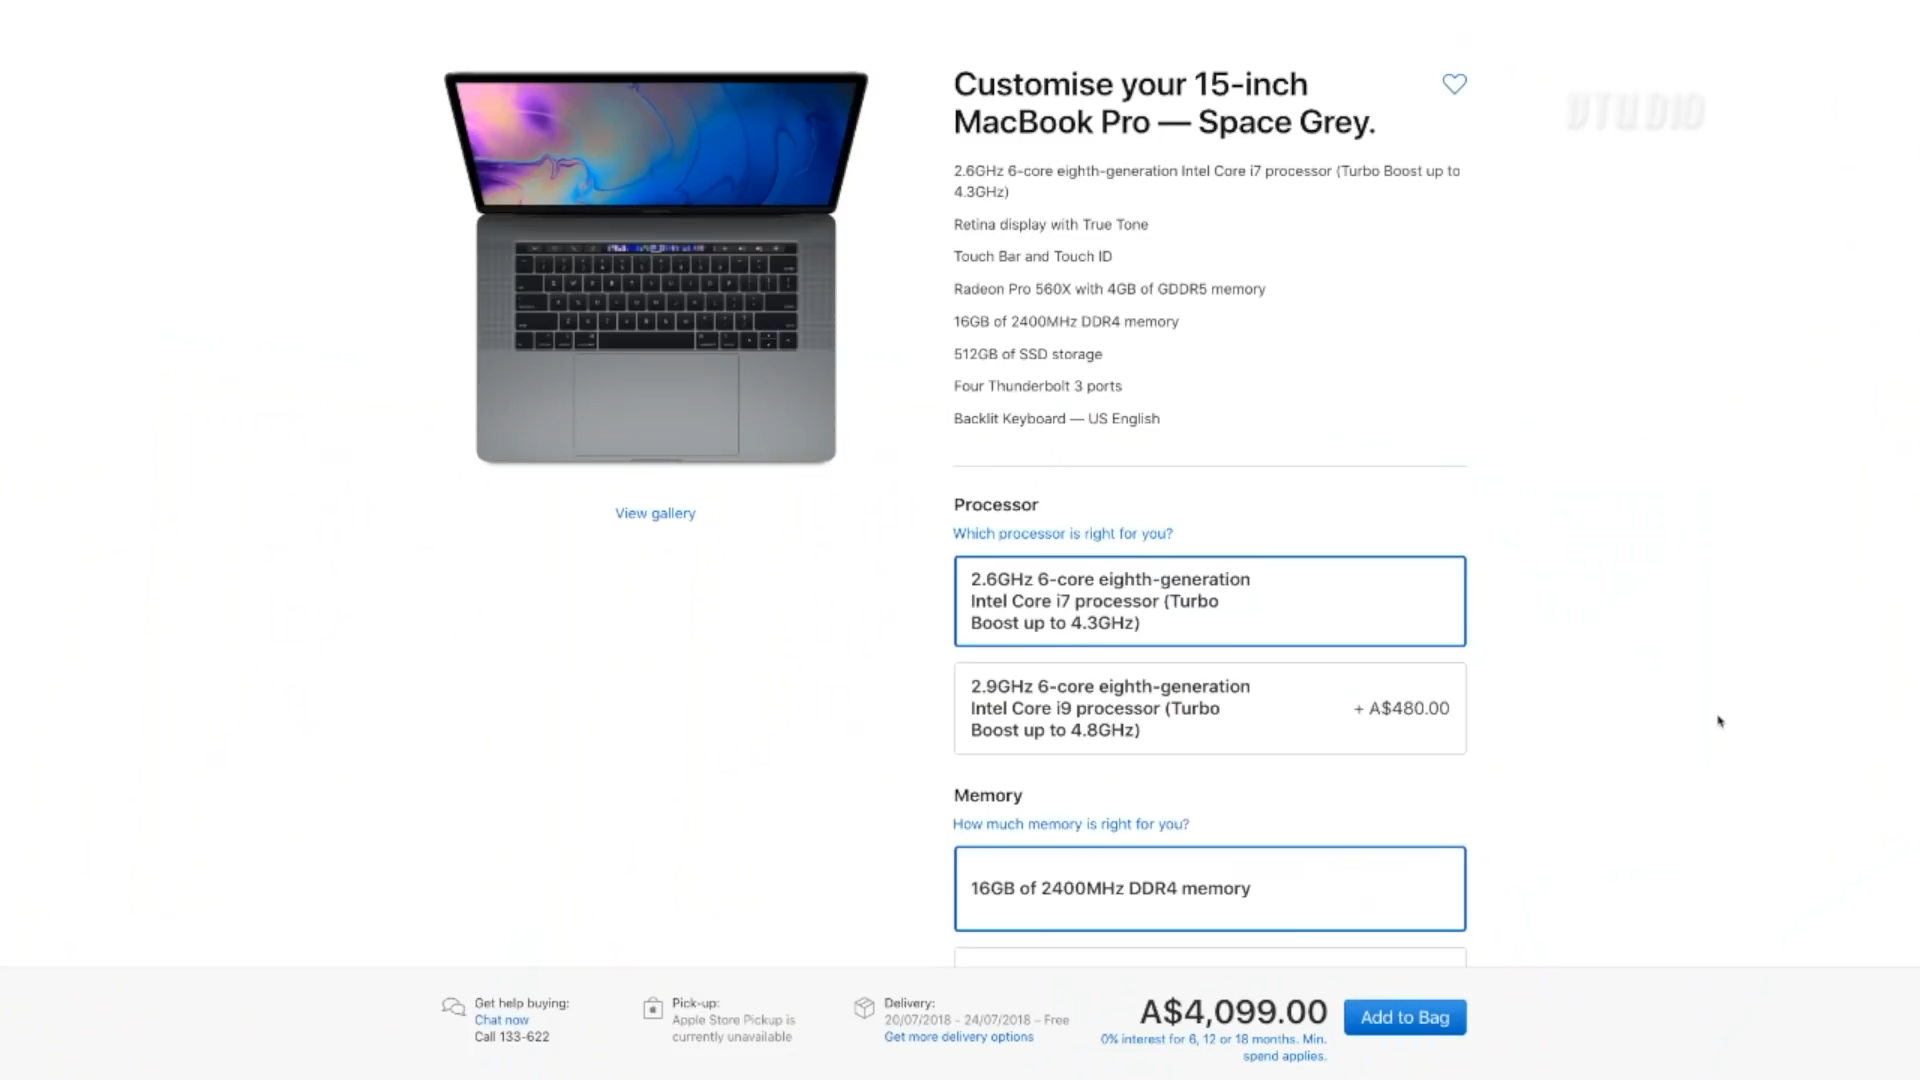 Customise your 15-inch
MacBook Pro — Space Grey.
VTUDIO
2.6GHz 6-core eighth-generation Intel Core i7 processor (Turbo Boost up to
4.3GHz)
Retina display with True Tone
Touch Bar and Touch ID
Radeon Pro 560X with 4GB of GDDR5 memory
16GB of 2400MHz DDR4 memory
512GB of SSD storage
Four Thunderbolt 3 ports
Backlit Keyboard — US English
View gallery
Processor
Which processor is right for you?
2.6GHz 6-core eighth-generation
Intel Core i7 processor (Turbo
Boost up to 4.3GHz)
2.9GHz 6-core eighth-generation
Intel Core i9 processor (Turbo
Boost up to 4.8GHz)
+ A$480.00
Memory
How much memory is right for you?
16GB of 2400MHz DDR4 memory
Get help buying:
Chat now
Call 133-622
Pick-up:
Apple Store Pickup is
currently unavailable
Delivery:
20/07/2018 - 24/07/2018 – Free
Get more delivery options
A$4,099.00
0% interest for 6, 12 or 18 months. Min.
spend applies.
Add to Bag